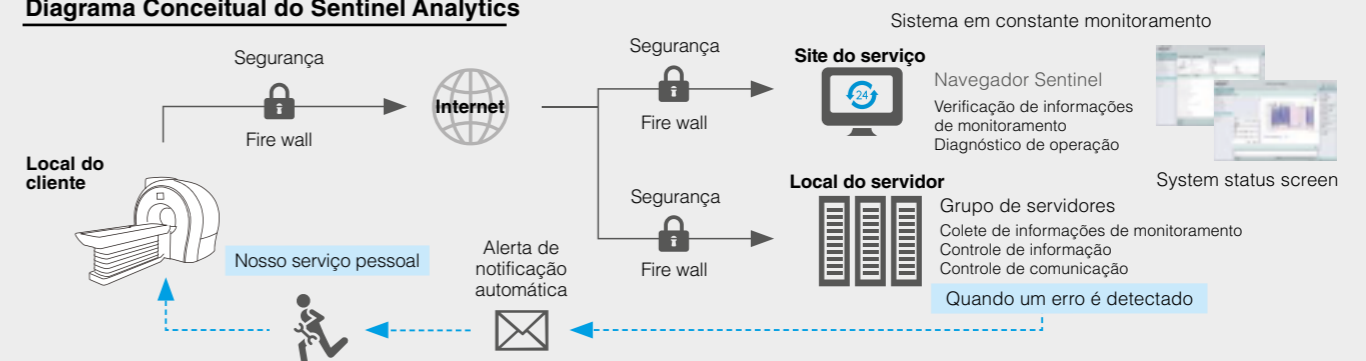 Diagrama Conceitual do Sentinel Analytics
Sistema em constante monitoramento
Segurança
Fire wall
Internet
Segurança
Fire wall
Site do serviço
24
Navegador Sentinel
Verificação de informações
de monitoramento
Diagnóstico de operação
System status screen
Local do
cliente
Segurança
Fire wall
Local do servidor
Grupo de servidores
Colete de informações de monitoramento
Controle de informação
Controle de comunicação
Quando um erro é detectado
Alerta de
notificação
automática
Nosso serviço pessoal